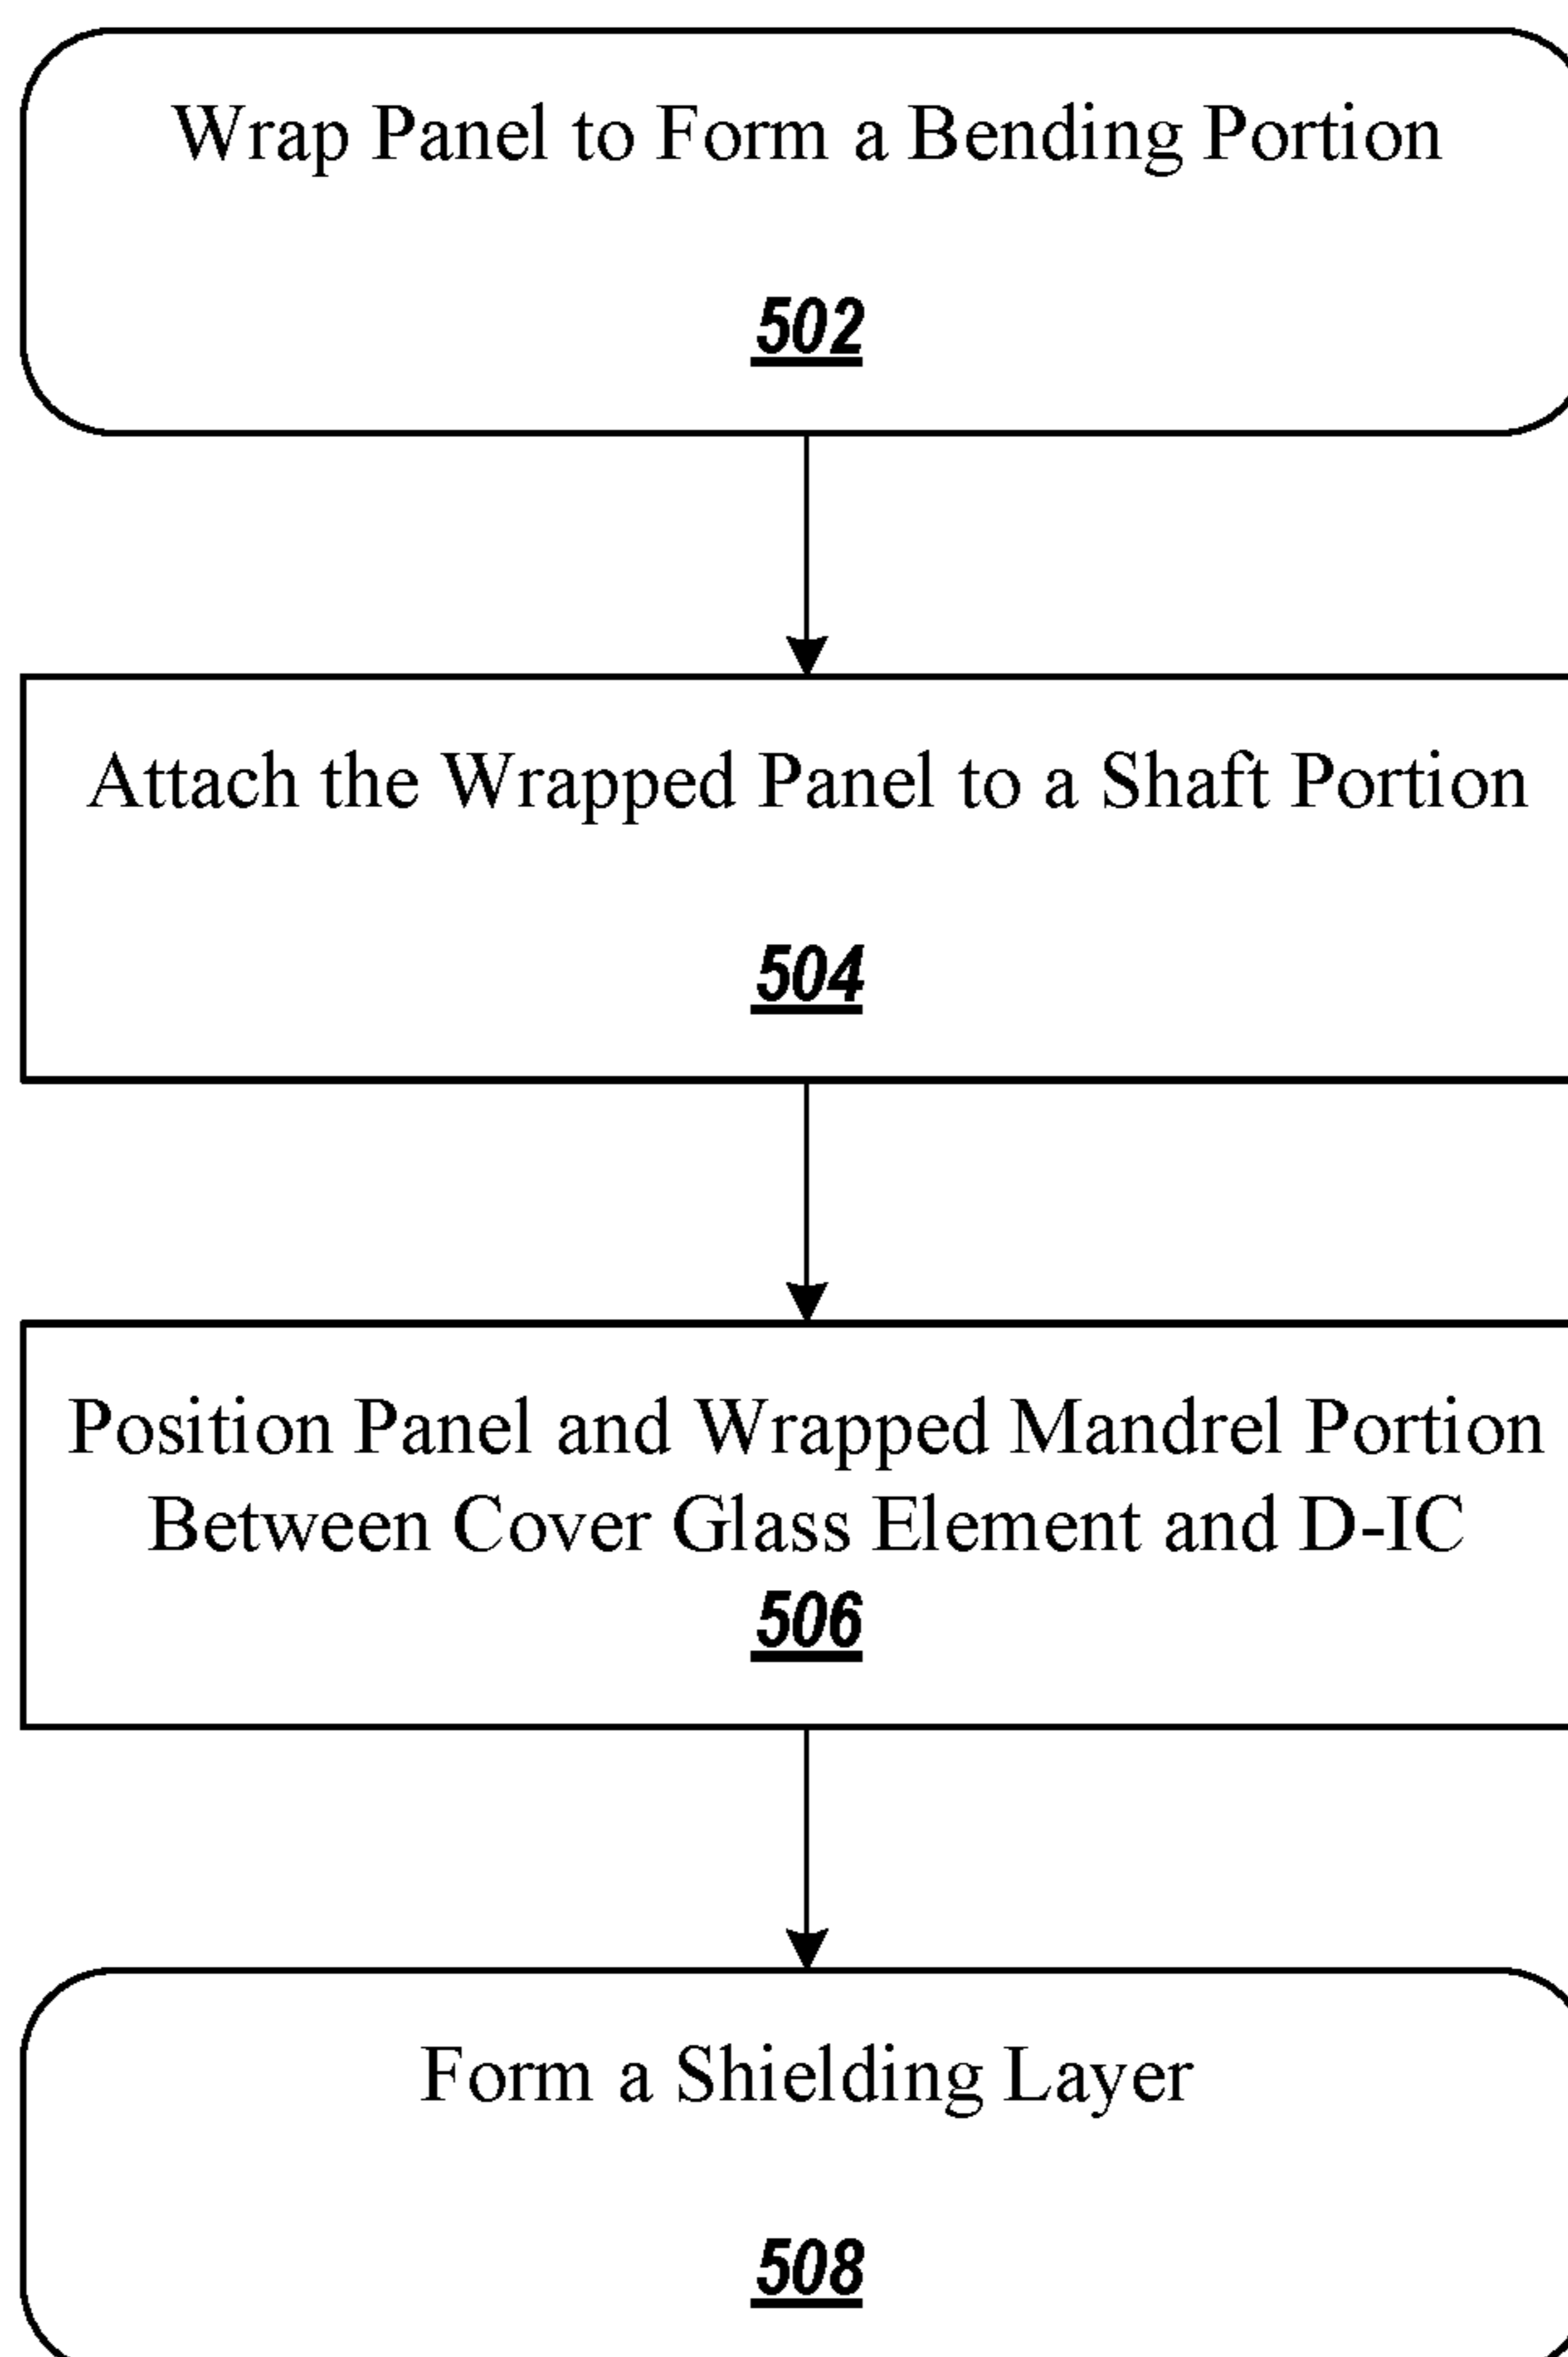 Wrap Panel to Form a Bending Portion
502
Attach the Wrapped Panel to a Shaft Portion
504
Position Panel and Wrapped Mandrel Portion
Between Cover Glass Element and D-IC
506
Form a Shielding Layer
508